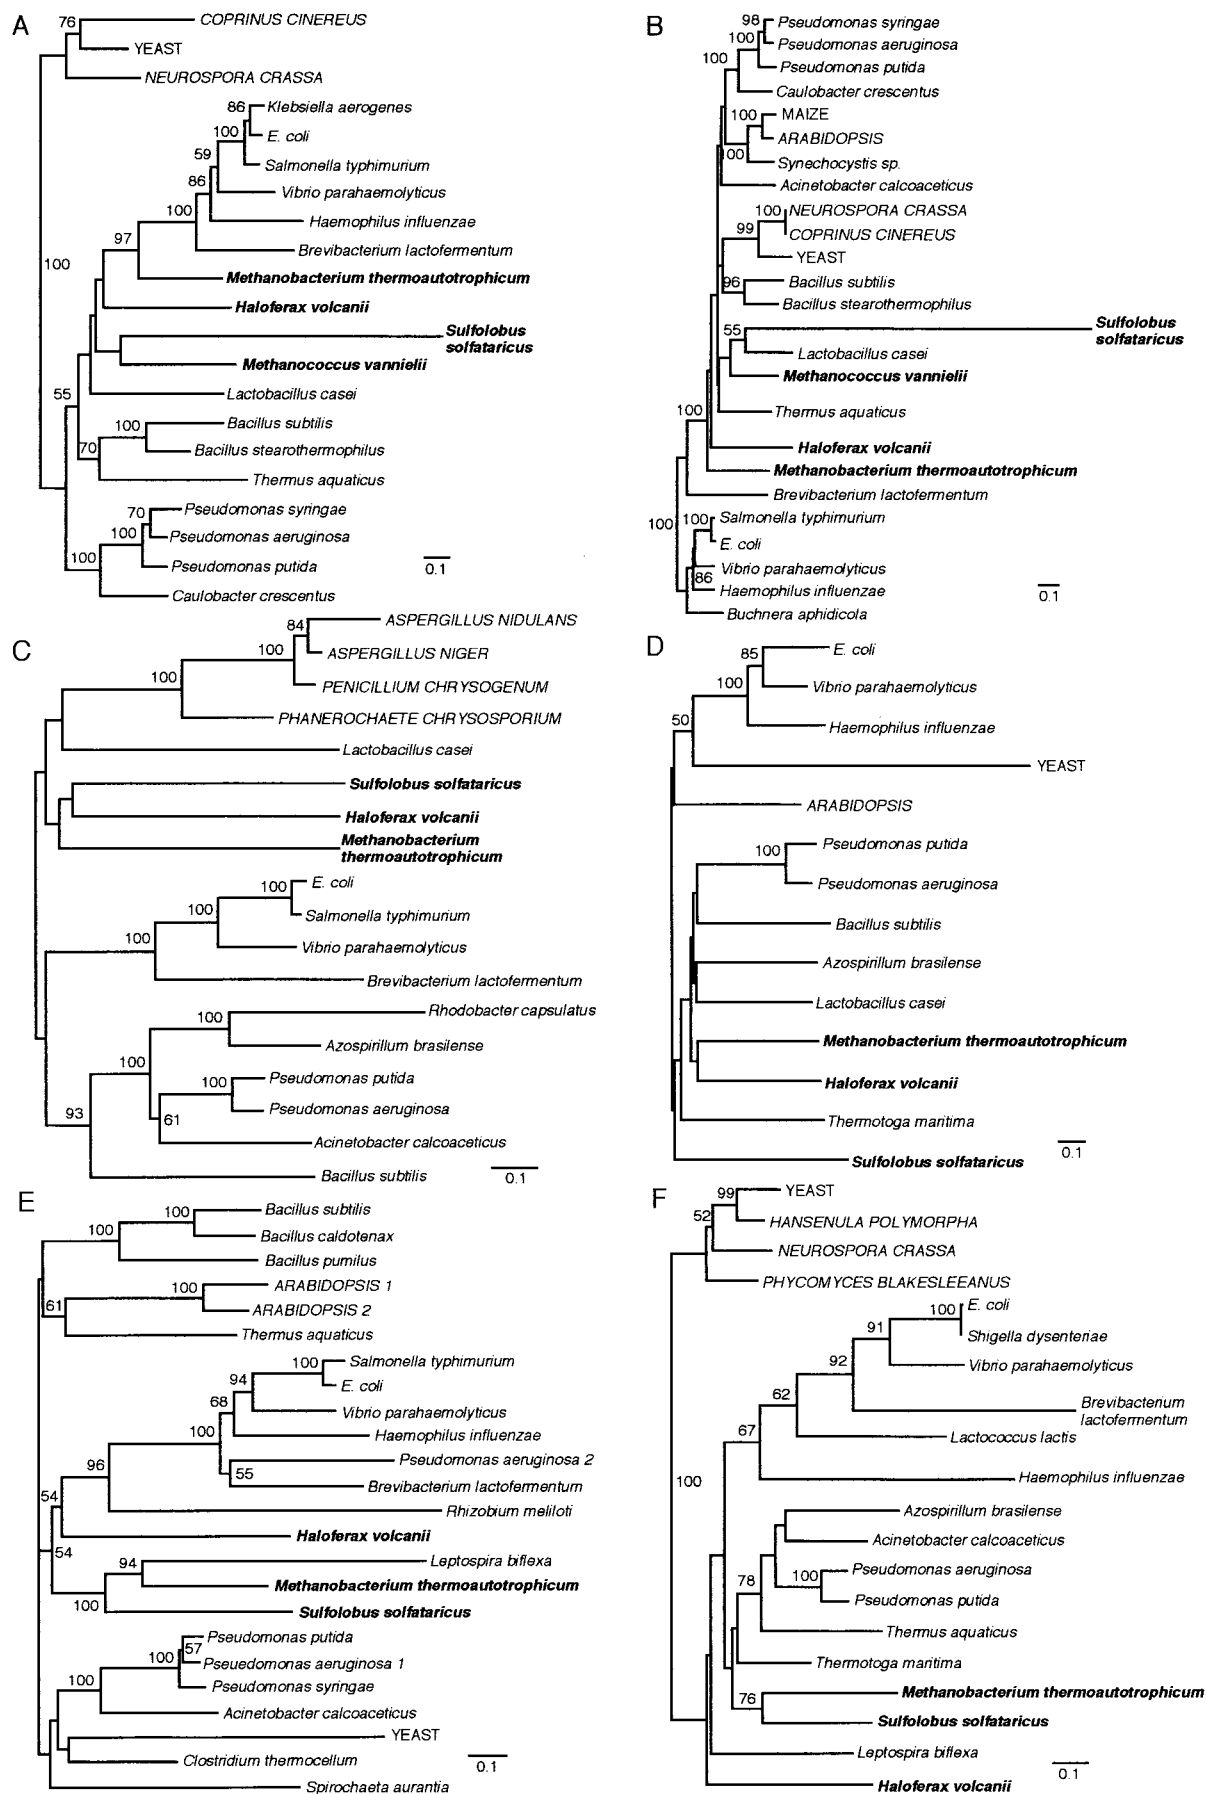 A
76
COPRINUS CINEREUS
YEAST
NEUROSPORA CRASSA
86
Klebsiella aerogenes
100
E. coli
59
Salmonella typhimurium
86
Vibrio parahaemolyticus
100
Haemophilus influenzae
97
Brevibacterium lactofermentum
100
Methanobacterium thermoautotrophicum
Haloferax volcanii
Sulfolobus
solfataricus
Methanococcus vannielii
55
Lactobacillus casei
100
Bacillus subtilis
70
Bacillus stearothermophilus
Thermus aquaticus
70
Pseudomonas syringae
100
Pseudomonas aeruginosa
100
Pseudomonas putida
0.1
Caulobacter crescentus
B
98
Pseudomonas syringae
100
Pseudomonas aeruginosa
100
Pseudomonas putida
Caulobacter crescentus
100
MAIZE
ARABIDOPSIS
100
Synechocystis sp.
Acinetobacter calcoaceticus
100
NEUROSPORA CRASSA
99
COPRINUS CINEREUS
YEAST
96
Bacillus subtilis
Bacillus stearothermophilus
55
Sulfolobus
solfataricus
Lactobacillus casei
Methanococcus vannielii
100
Thermus aquaticus
Haloferax volcanii
Methanobacterium thermoautotrophicum
Brevibacterium lactofermentum
100
100
Salmonella typhimurium
E. coli
Vibrio parahaemolyticus
86
Haemophilus influenzae
0.1
Buchnera aphidicola
C
84
ASPERGILLUS NIDULANS
100
ASPERGILLUS NIGER
100
PENICILLIUM CHRYSOGENUM
PHANEROCHAETE CHRYSOSPORIUM
Lactobacillus casei
Sulfolobus solfataricus
Haloferax volcanii
Methanobacterium
thermoautotrophicum
100
E. coli
100
Salmonella typhimurium
100
Vibrio parahaemolyticus
Brevibacterium lactofermentum
100
Rhodobacter capsulatus
100
Azospirillum brasilense
100
Pseudomonas putida
93
61
Pseudomonas aeruginosa
Acinetobacter calcoaceticus
Bacillus subtilis
0.1
D
85
E. coli
100
Vibrio parahaemolyticus
50
Haemophilus influenzae
YEAST
ARABIDOPSIS
100
Pseudomonas putida
Pseudomonas aeruginosa
Bacillus subtilis
Azospirillum brasilense
Lactobacillus casei
Methanobacterium thermoautotrophicum
Haloferax volcanii
Thermotoga maritima
0.1
Sulfolobus solfataricus
E
100
Bacillus subtilis
100
Bacillus caldotenax
Bacillus pumilus
100
ARABIDOPSIS 1
61
ARABIDOPSIS 2
Thermus aquaticus
100
Salmonella typhimurium
94
E. coli
68
Vibrio parahaemolyticus
100
Haemophilus influenzae
96
Pseudomonas aeruginosa 2
55
Brevibacterium lactofermentum
54
Rhizobium meliloti
Haloferax volcanii
54
94
Leptospira biflexa
Methanobacterium thermoautotrophicum
100
Sulfolobus solfataricus
Pseudomonas putida
100
57
Pseuedomonas aeruginosa 1
100
Pseudomonas syringae
Acinetobacter calcoaceticus
YEAST
Clostridium thermocellum
0.1
Spirochaeta aurantia
F
99
YEAST
52
HANSENULA POLYMORPHA
NEUROSPORA CRASSA
PHYCOMYCES BLAKESLEEANUS
100
E. coli
91
Shigella dysenteriae
92
Vibrio parahaemolyticus
62
Brevibacterium
lactofermentum
67
Lactococcus lactis
100
Haemophilus influenzae
Azospirillum brasilense
Acinetobacter calcoaceticus
78
100
Pseudomonas aeruginosa
Pseudomonas putida
Thermus aquaticus
Thermotoga maritima
76
Methanobacterium thermoautotrophicum
Sulfolobus solfataricus
Leptospira biflexa
0.1
Haloferax volcanii